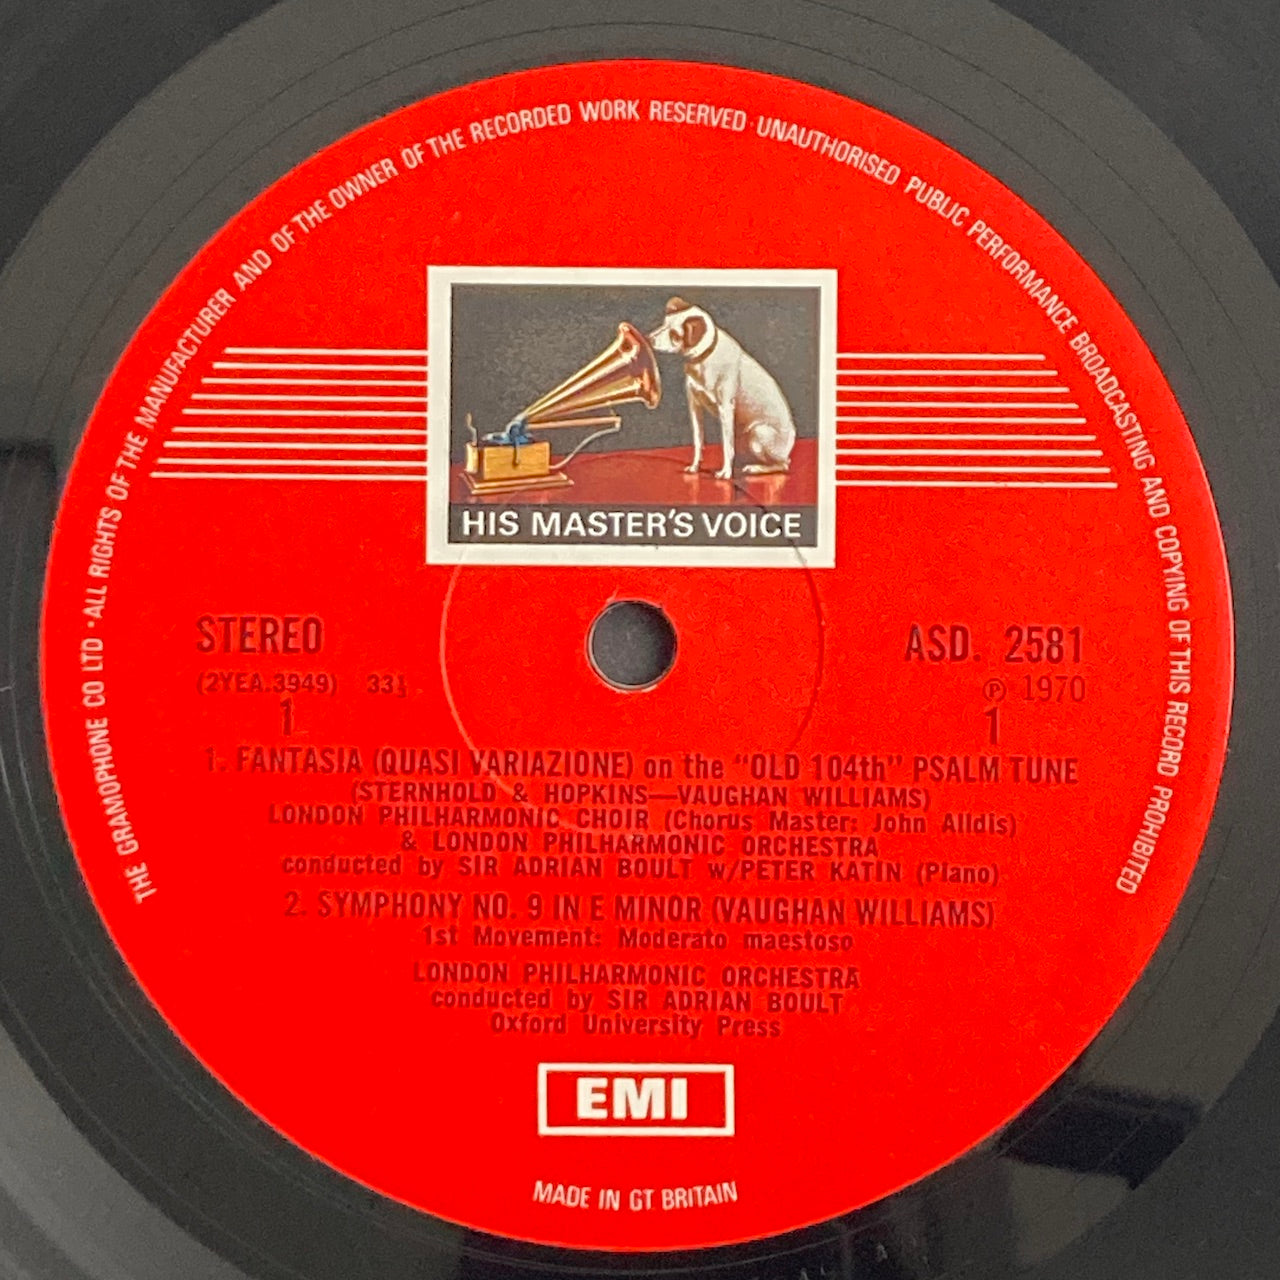 THE GRAMOPHONE CO LTD · ALL RIGHTS OF THE MANUFACTURER AND OF THE OWNER OF THE RECORDED WORK RESERVED · UNAUTHORISED PUBLIC PERFORMANCE BROADCASTING AND COPYING OF THIS RECORD PROHIBITED
HIS MASTER'S VOICE
STEREO
ASD. 2581
(2YEA.3949) 33⅓
℗ 1970
1
1
1. FANTASIA (QUASI VARIAZIONE) on the "OLD 104th" PSALM TUNE
(STERNHOLD & HOPKINS—VAUGHAN WILLIAMS)
LONDON PHILHARMONIC CHOIR (Chorus Master: John Alldis)
& LONDON PHILHARMONIC ORCHESTRA
conducted by SIR ADRIAN BOULT w/PETER KATIN (Piano)
2. SYMPHONY NO. 9 IN E MINOR (VAUGHAN WILLIAMS)
1st Movement: Moderato maestoso
LONDON PHILHARMONIC ORCHESTRA
conducted by SIR ADRIAN BOULT
Oxford University Press
EMI
MADE IN GT BRITAIN